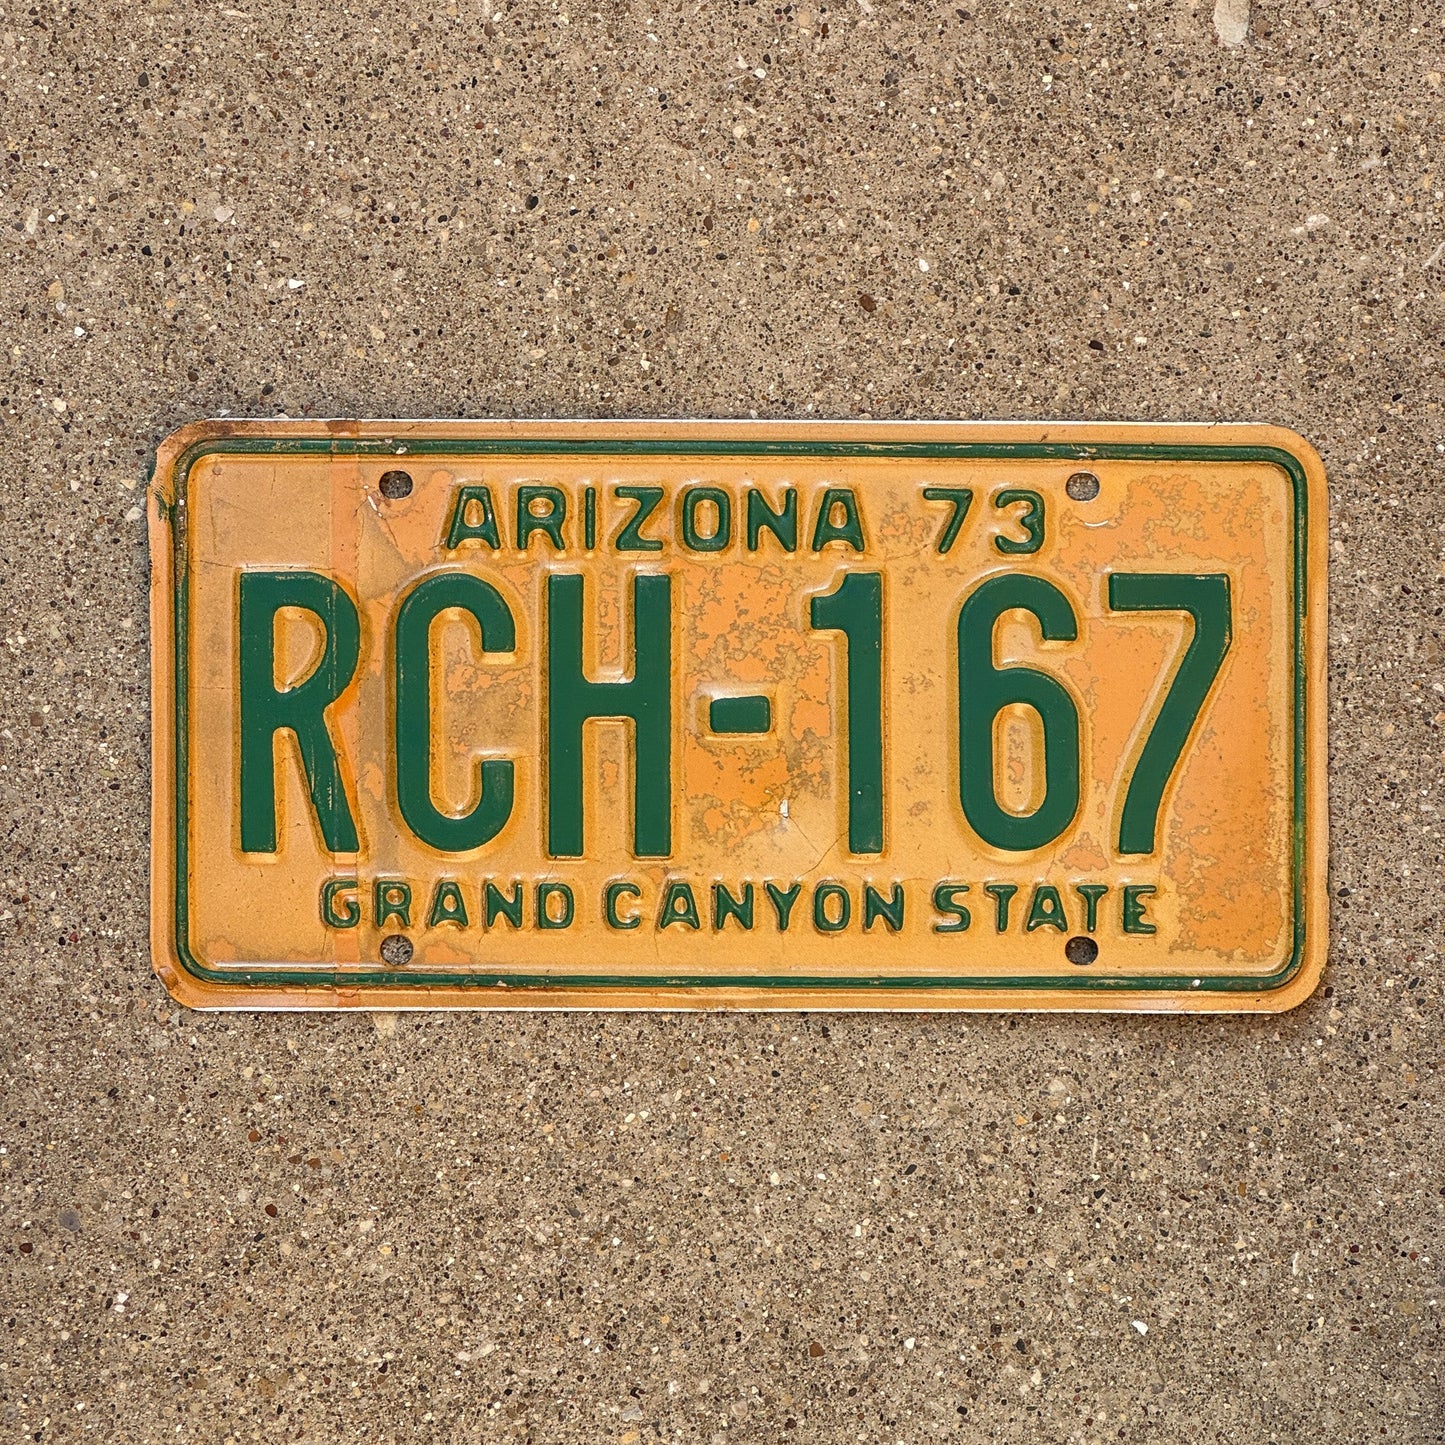 ARIZONA 73
RCH-167
GRAND CANYON STATE